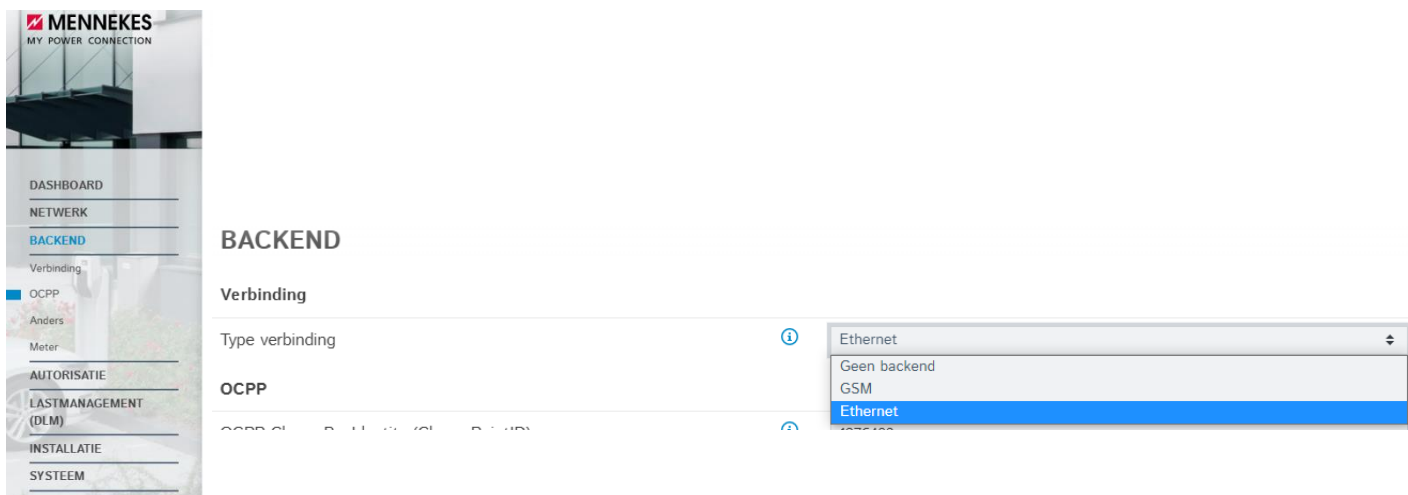 MENNEKES
MY POWER CONNECTION
DASHBOARD
NETWERK
BACKEND
Verbinding
OCPP
Anders
Meter
AUTORISATIE
LASTMANAGEMENT
(DLM)
INSTALLATIE
SYSTEEM
BACKEND
Verbinding
Type verbinding
Ethernet
Geen backend
GSM
Ethernet
OCPP